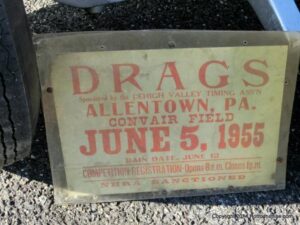 DRAGS
Sponsored by the LEHIGH VALLEY TIMING ASS'N
ALLENTOWN, PA.
CONVAIR FIELD
JUNE 5, 1955
RAIN DATE, JUNE 12
COMPETITION REGISTRATION-Opens 8 a.m. Closes 1 p.m.
NHRA SANCTIONED